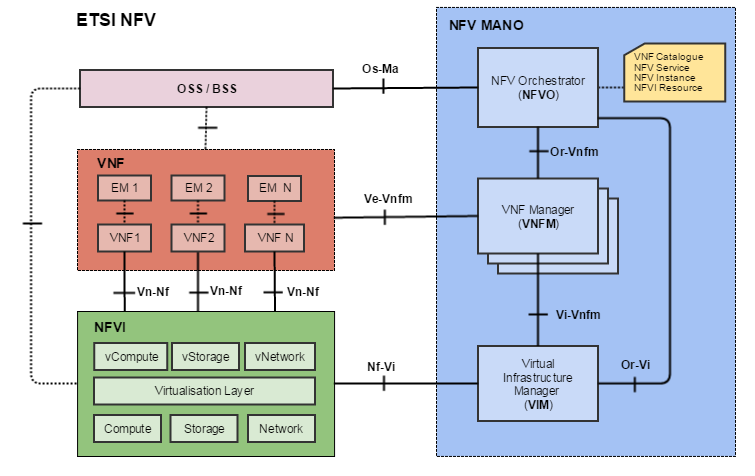 ETSI NFV
NFV MANO
Os-Ma
OSS / BSS
NFV Orchestrator
(NFVO)
VNF Catalogue
NFV Service
NFV Instance
NFVI Resource
Or-Vnfm
VNF
EM 1
EM 2
EM N
VNF1
VNF2
VNF N
Ve-Vnfm
VNF Manager
(VNFM)
Vn-Nf
Vn-Nf
Vn-Nf
Vi-Vnfm
NFVI
vCompute
vStorage
vNetwork
Virtualisation Layer
Compute
Storage
Network
Nf-Vi
Virtual
Infrastructure
Manager
(VIM)
Or-Vi